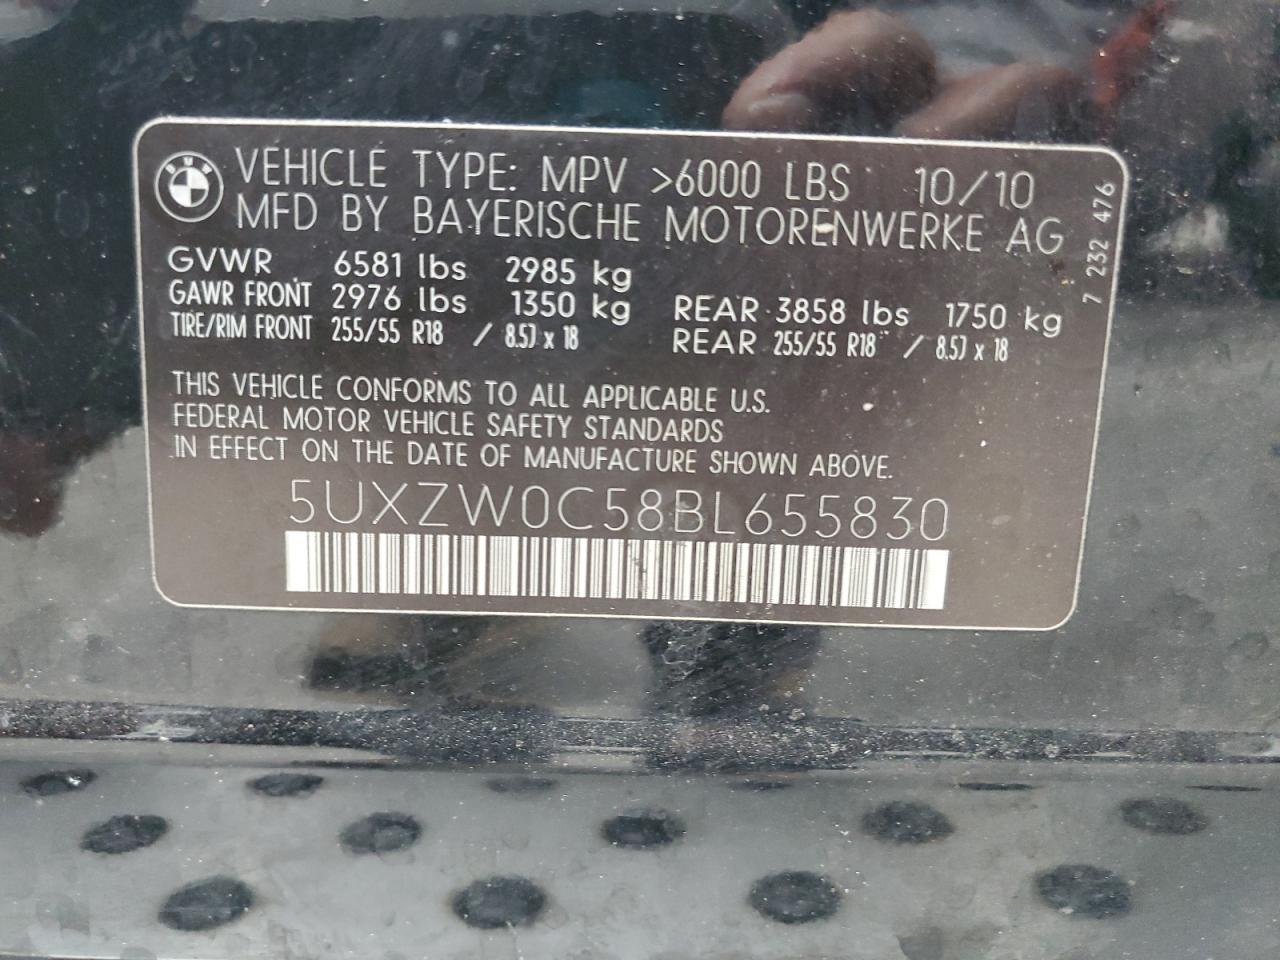 BMW
VEHICLE TYPE: MPV >6000 LBS 10/10
MFD BY BAYERISCHE MOTORENWERKE AG
GVWR 6581 lbs 2985 kg
GAWR FRONT 2976 lbs 1350 kg REAR 3858 lbs 1750 kg
TIRE/RIM FRONT 255/55 R18 / 8.5J x 18 REAR 255/55 R18 / 8.5J x 18
THIS VEHICLE CONFORMS TO ALL APPLICABLE U.S.
FEDERAL MOTOR VEHICLE SAFETY STANDARDS
IN EFFECT ON THE DATE OF MANUFACTURE SHOWN ABOVE.
5UXZW0C58BL655830
7 232 476